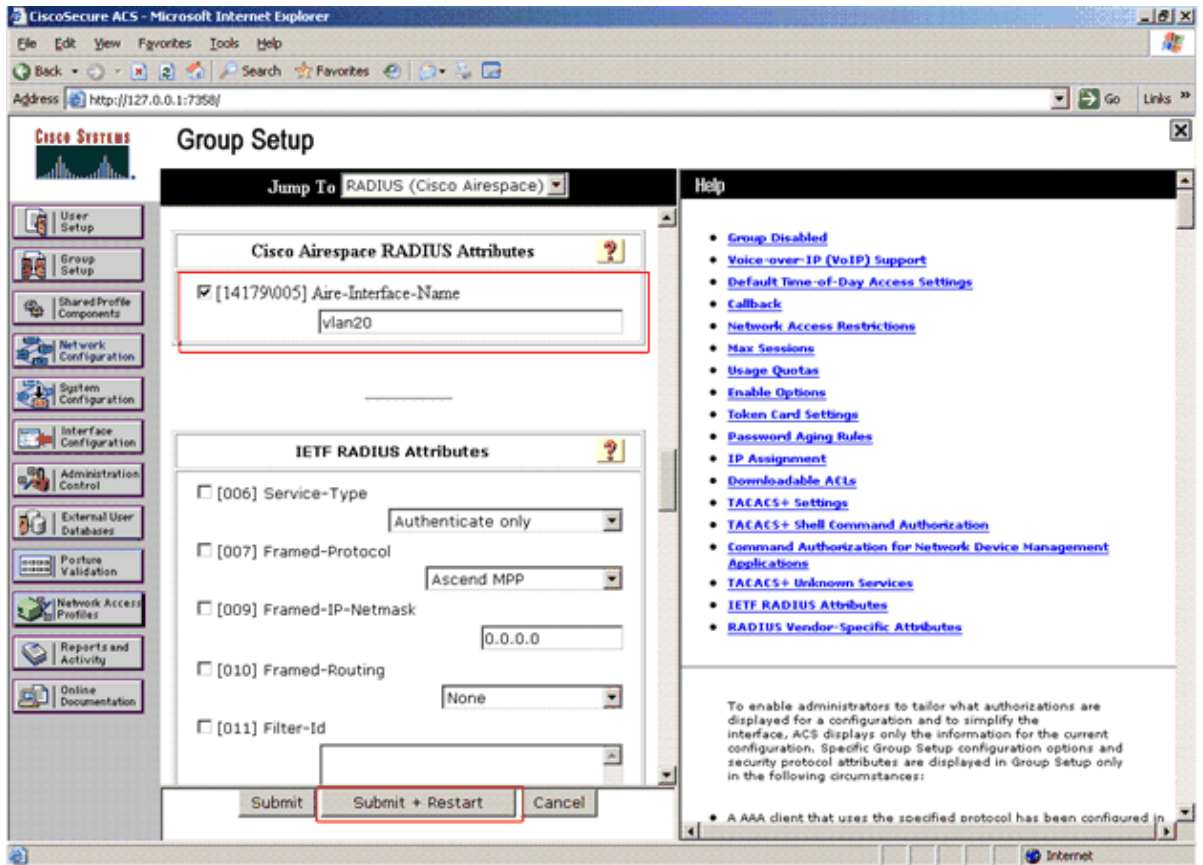 CiscoSecure ACS - Microsoft Internet Explorer
File Edit View Favorites Tools Help
Back Search Favorites
Address http://127.0.0.1:7358/ Go Links »
CISCO SYSTEMS
Group Setup
Jump To RADIUS (Cisco Airespace)
User
Setup
Group
Setup
Shared Profile
Components
Network
Configuration
System
Configuration
Interface
Configuration
Administration
Control
External User
Databases
Posture
Validation
Network Access
Profiles
Reports and
Activity
Online
Documentation
Cisco Airespace RADIUS Attributes ?
[14179\005] Aire-Interface-Name
vlan20
IETF RADIUS Attributes ?
[006] Service-Type
Authenticate only
[007] Framed-Protocol
Ascend MPP
[009] Framed-IP-Netmask
0.0.0.0
[010] Framed-Routing
None
[011] Filter-Id
Submit Submit + Restart Cancel
Help
Group Disabled
Voice-over-IP (VoIP) Support
Default Time-of-Day Access Settings
Callback
Network Access Restrictions
Max Sessions
Usage Quotas
Enable Options
Token Card Settings
Password Aging Rules
IP Assignment
Downloadable ACLs
TACACS+ Settings
TACACS+ Shell Command Authorization
Command Authorization for Network Device Management
Applications
TACACS+ Unknown Services
IETF RADIUS Attributes
RADIUS Vendor-Specific Attributes
To enable administrators to tailor what authorizations are
displayed for a configuration and to simplify the
interface, ACS displays only the information for the current
configuration. Specific Group Setup configuration options and
security protocol attributes are displayed in Group Setup only
in the following circumstances:
A AAA client that uses the specified protocol has been configured in
Internet